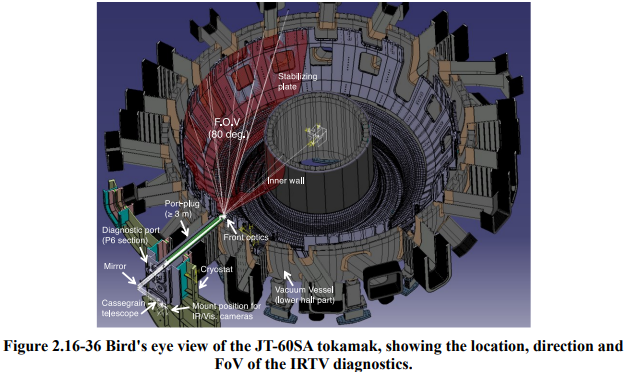 Stabilizing
plate
F.O.V
(80 deg.)
Inner wall
Port-plug
(≥ 3 m)
Diagnostic port
(P6 section)
Front optics
Mirror
Cryostat
Vacuum Vessel
(lower half part)
Cassegrain
telescope
Mount position for
IR/Vis. cameras
Figure 2.16-36 Bird's eye view of the JT-60SA tokamak, showing the location, direction and
FoV of the IRTV diagnostics.